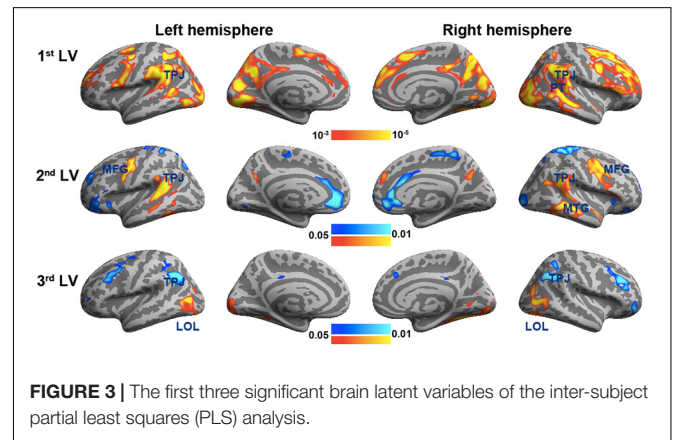 Left hemisphere Right hemisphere
1st LV
TPJ TPJ
PT
10-3 10-5
2nd LV
MFG MFG
TPJ TPJ
MTG
0.05 0.01
3rd LV
TPJ TPJ
LOL LOL
0.05 0.01
FIGURE 3 | The first three significant brain latent variables of the inter-subject
partial least squares (PLS) analysis.